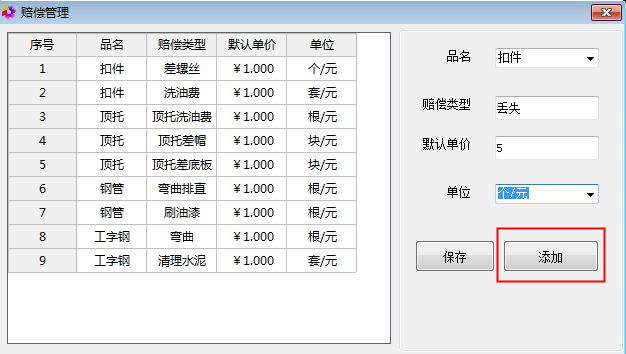 赔偿管理
序号 品名 赔偿类型 默认单价 单位
1 扣件 差螺丝 ￥1.000 个/元
2 扣件 洗油费 ￥1.000 套/元
3 顶托 顶托洗油费 ￥1.000 根/元
4 顶托 顶托差帽 ￥1.000 块/元
5 顶托 顶托差底板 ￥1.000 块/元
6 钢管 弯曲排直 ￥1.000 根/元
7 钢管 刷油漆 ￥1.000 根/元
8 工字钢 弯曲 ￥1.000 根/元
9 工字钢 清理水泥 ￥1.000 套/元
品名 扣件
赔偿类型 丢失
默认单价 5
单位 个/元
保存 添加